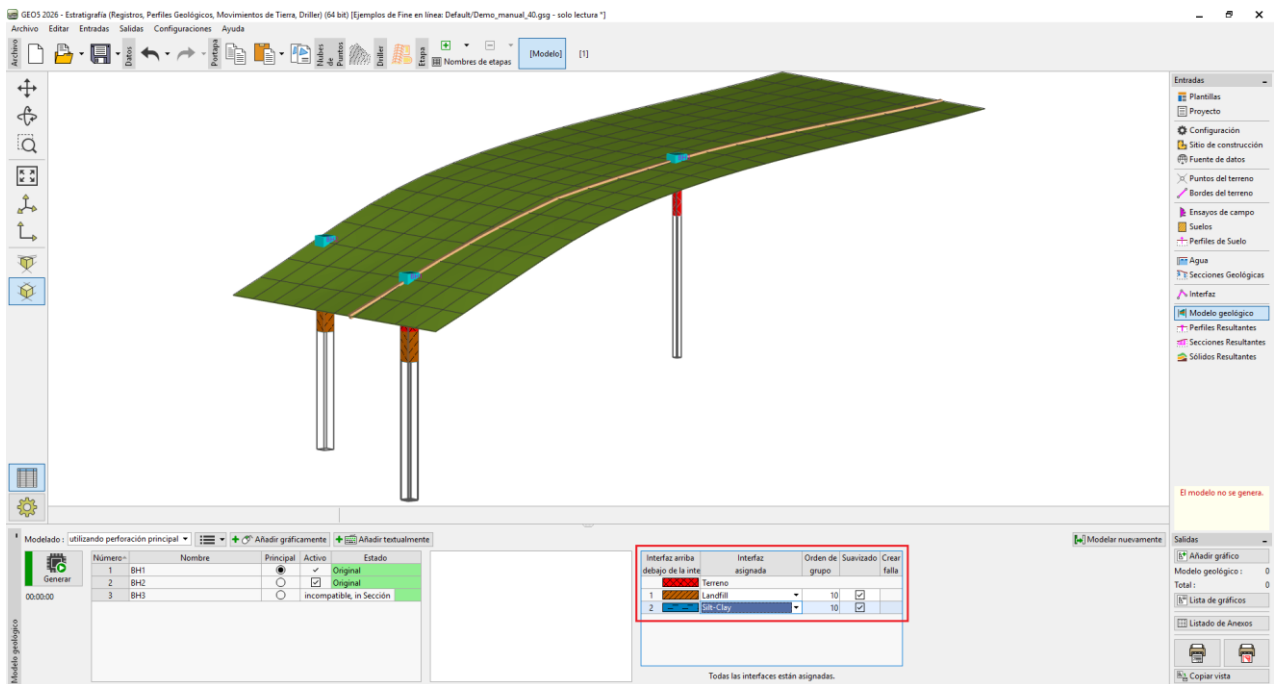 GEO5 2026 - Estratigrafía (Registros, Perfiles Geológicos, Movimientos de Tierra, Driller) (64 bit) [Ejemplos de Fine en línea: Default/Demo_manual_40.gsg - solo lectura *]
Archivo Editar Entradas Salidas Configuraciones Ayuda
Archivo
Datos
Portapa
Nubes de Puntos
Driller
Etapa
Nombres de etapas
[Modelo]
[1]
Entradas
Plantillas
Proyecto
Configuración
Sitio de construcción
Fuente de datos
Puntos del terreno
Bordes del terreno
Ensayos de campo
Suelos
Perfiles de Suelo
Agua
Secciones Geológicas
Interfaz
Modelo geológico
Perfiles Resultantes
Secciones Resultantes
Sólidos Resultantes
El modelo no se genera.
Modelado : utilizando perforación principal Añadir gráficamente Añadir textualmente
Generar
00:00:00
Número Nombre Principal Activo Estado
1 BH1 Original
2 BH2 Original
3 BH3 incompatible, in Sección
Interfaz arriba Interfaz Orden de Suavizado Crear
debajo de la inte asignada grupo falla
Terreno
1 Landfill 10
2 Silt-Clay 10
Todas las interfaces están asignadas.
Modelar nuevamente
Modelo geológico
Salidas
Añadir gráfico
Modelo geológico : 0
Total : 0
Lista de gráficos
Listado de Anexos
Copiar vista